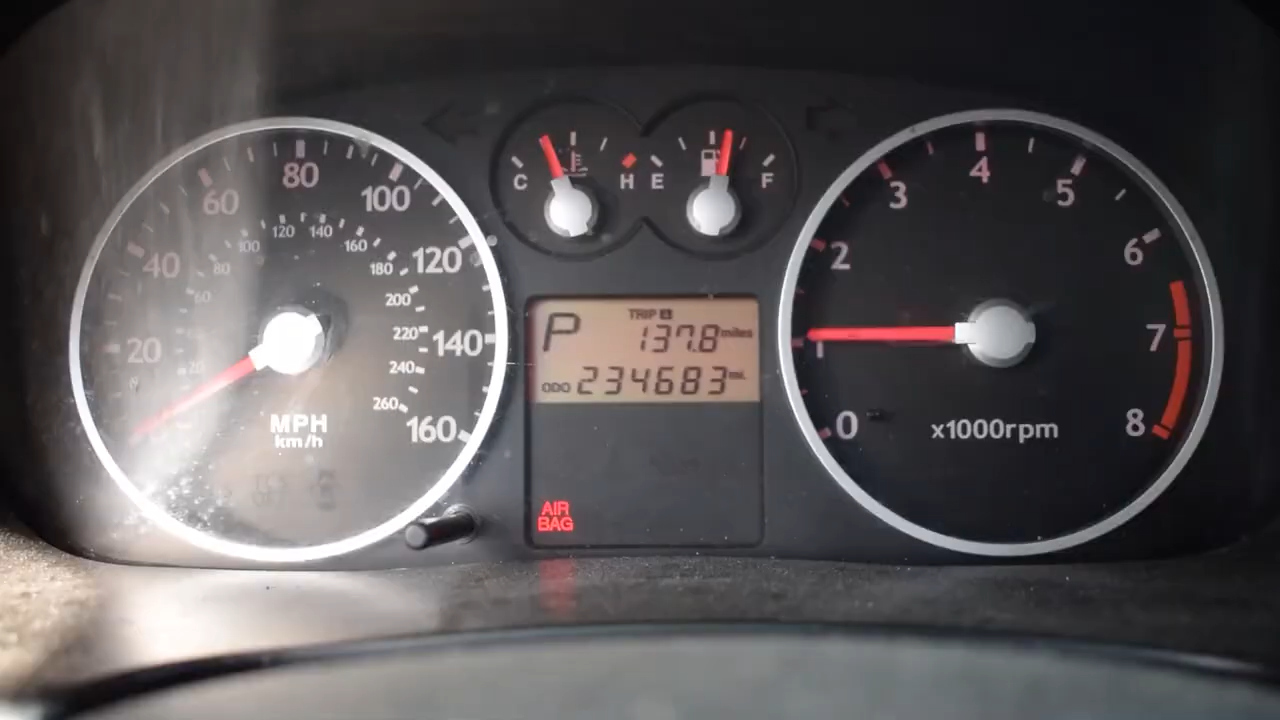 80
60
100
120
140
100
160
40
80
180
120
60
200
20
220
140
20
240
260
MPH
km/h
160
C
H
E
F
P
TRIP A
137.8 miles
ODO 234683 mi.
AIR
BAG
4
3
5
2
6
1
7
0
8
x1000rpm